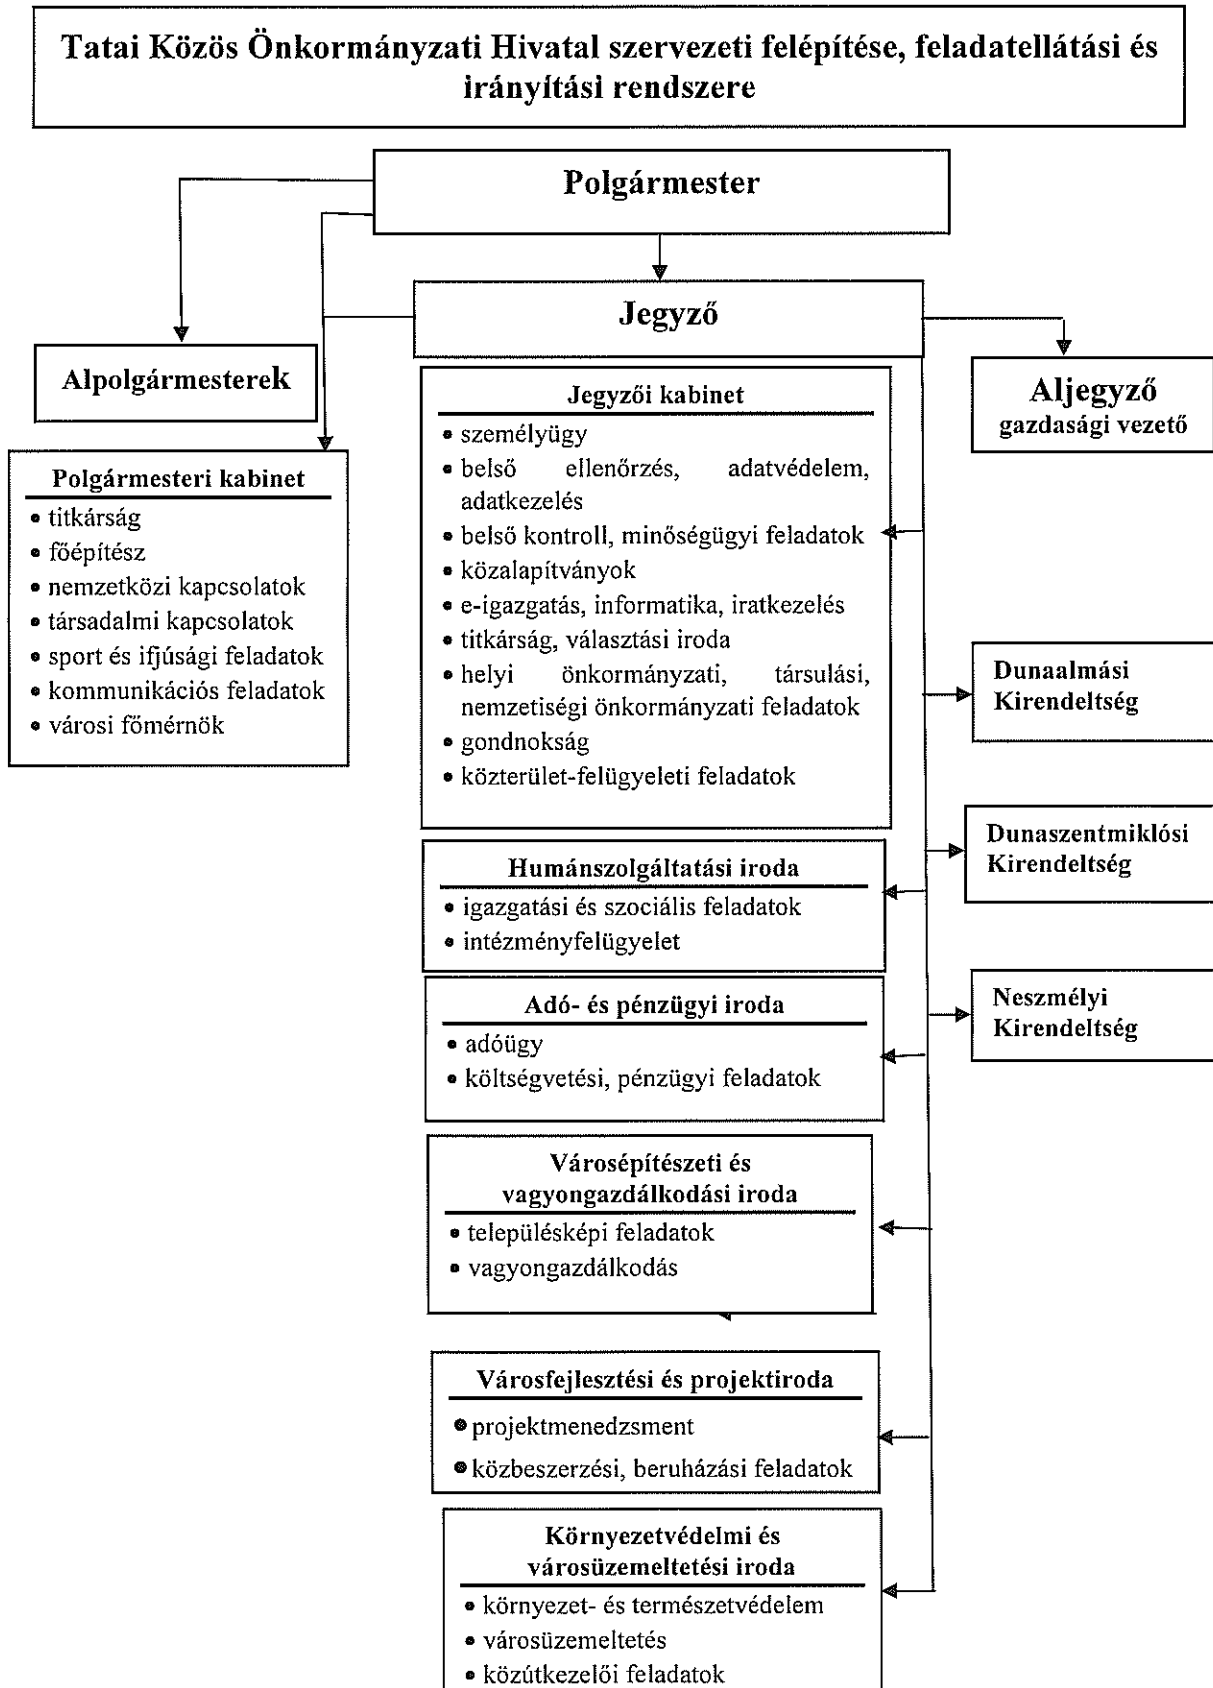 Tatai Közös Önkormányzati Hivatal szervezeti felépítése, feladatellátási és
irányítási rendszere
Polgármester
Jegyző
Alpolgármesterek
Aljegyző
gazdasági vezető
Polgármesteri kabinet
• titkárság
• főépítész
• nemzetközi kapcsolatok
• társadalmi kapcsolatok
• sport és ifjúsági feladatok
• kommunikációs feladatok
• városi főmérnök
Jegyzői kabinet
• személyügy
• belső ellenőrzés, adatvédelem,
adatkezelés
• belső kontroll, minőségügyi feladatok
• közalapítványok
• e-igazgatás, informatika, iratkezelés
• titkárság, választási iroda
• helyi önkormányzati, társulási,
nemzetiségi önkormányzati feladatok
• gondnokság
• közterület-felügyeleti feladatok
Dunaalmási
Kirendeltség
Dunaszentmiklósi
Kirendeltség
Neszmélyi
Kirendeltség
Humánszolgáltatási iroda
• igazgatási és szociális feladatok
• intézményfelügyelet
Adó- és pénzügyi iroda
• adóügy
• költségvetési, pénzügyi feladatok
Városépítészeti és
vagyongazdálkodási iroda
• településképi feladatok
• vagyongazdálkodás
Városfejlesztési és projektiroda
• projektmenedzsment
• közbeszerzési, beruházási feladatok
Környezetvédelmi és
városüzemeltetési iroda
• környezet- és természetvédelem
• városüzemeltetés
• közútkezelői feladatok